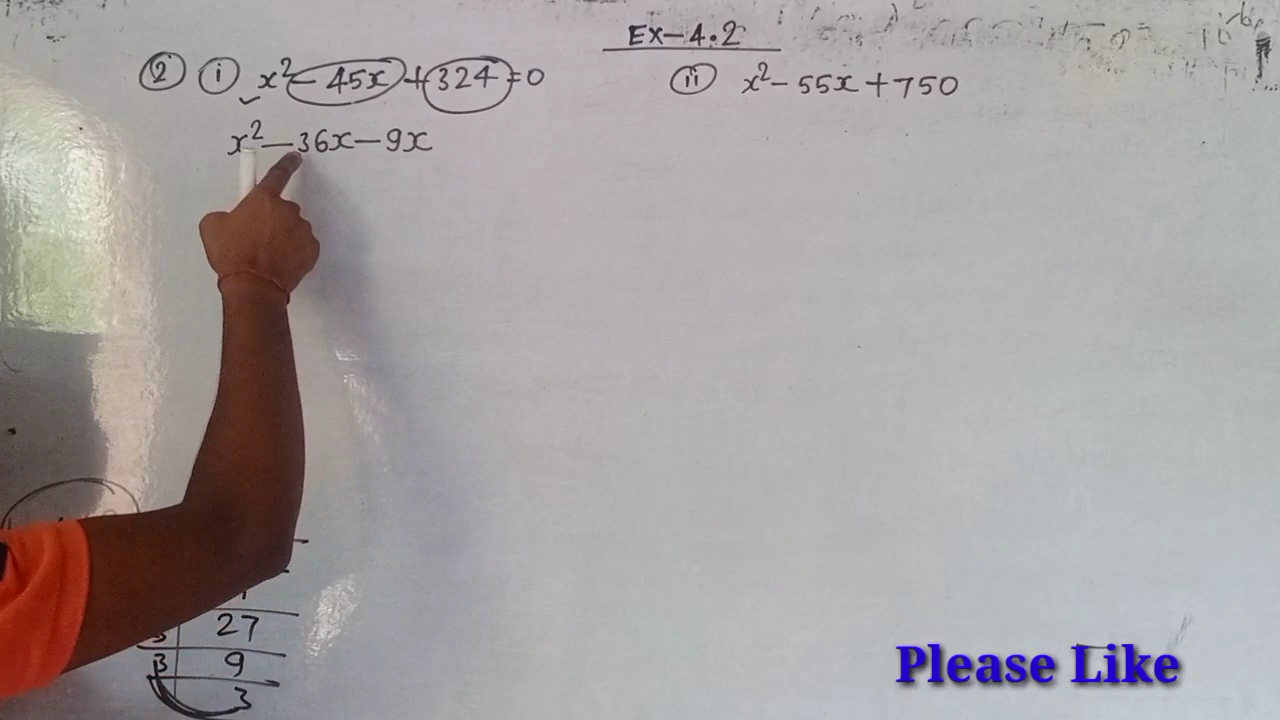 Ex-4.2
② ⓘ x² - 45x + 324 = 0
ⓘⓘ x² - 55x + 750
x² - 36x - 9x
27
3 9
3
Please Like